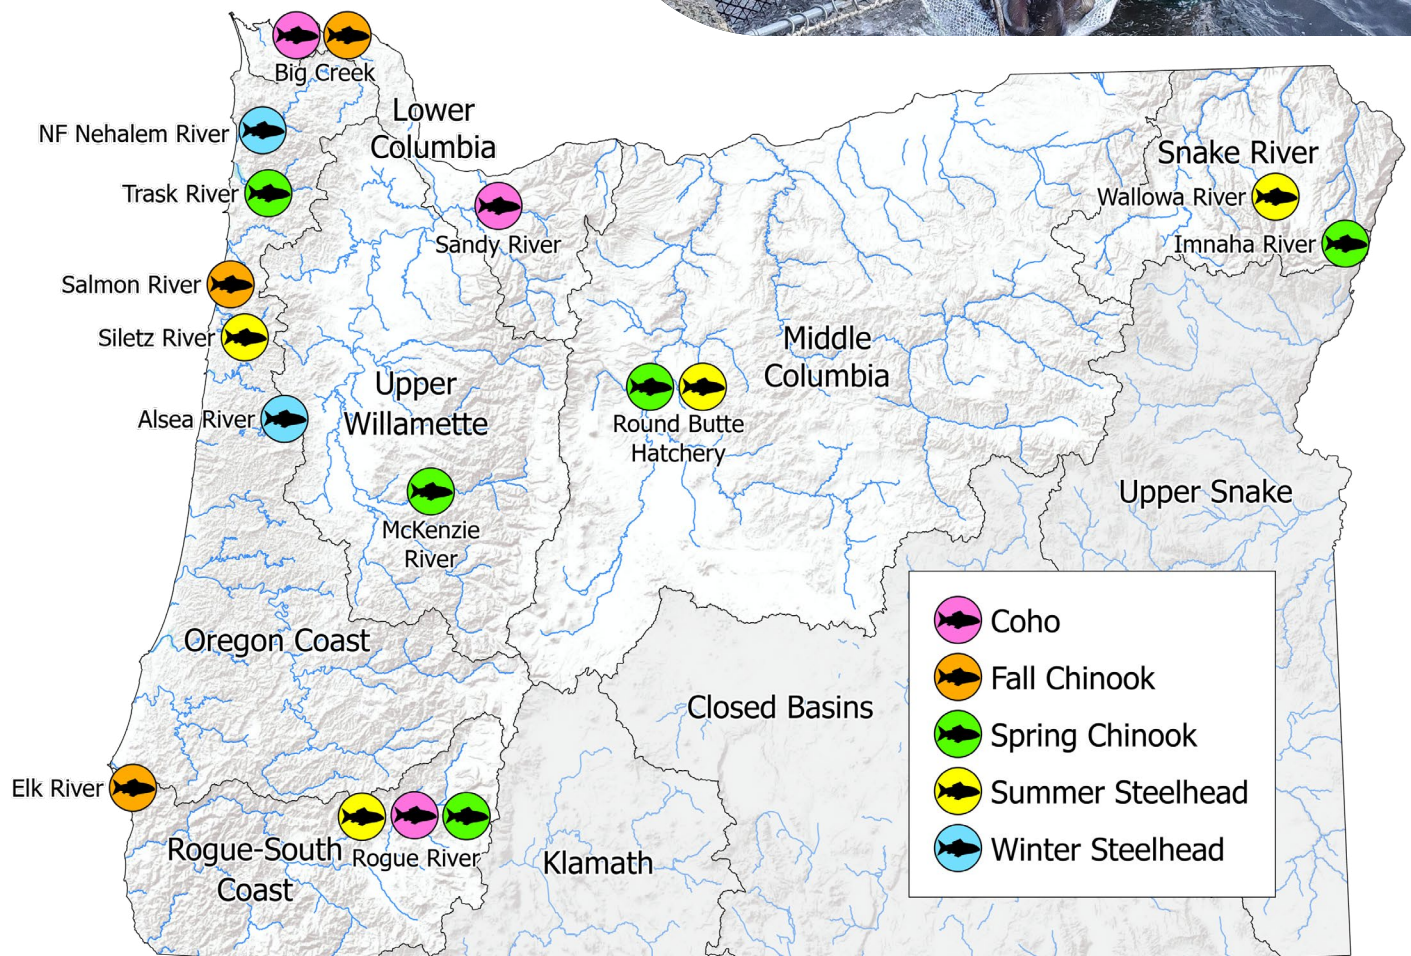 Big Creek
Lower
Columbia
NF Nehalem River
Snake River
Trask River
Wallowa River
Sandy River
Imnaha River
Salmon River
Siletz River
Middle
Columbia
Upper
Willamette
Alsea River
Round Butte
Hatchery
Upper Snake
McKenzie
River
Oregon Coast
Closed Basins
Elk River
Rogue-South
Coast
Rogue River
Klamath
Coho
Fall Chinook
Spring Chinook
Summer Steelhead
Winter Steelhead